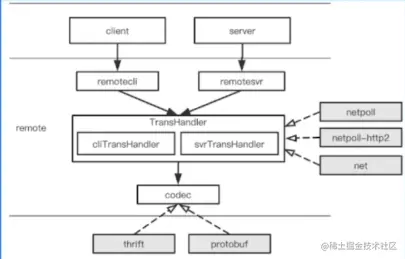 client
server
remotecli
remotesvr
remote
TransHandler
cliTransHandler
svrTransHandler
netpoll
netpoll-http2
net
codec
thrift
protobuf
@稀土掘金技术社区